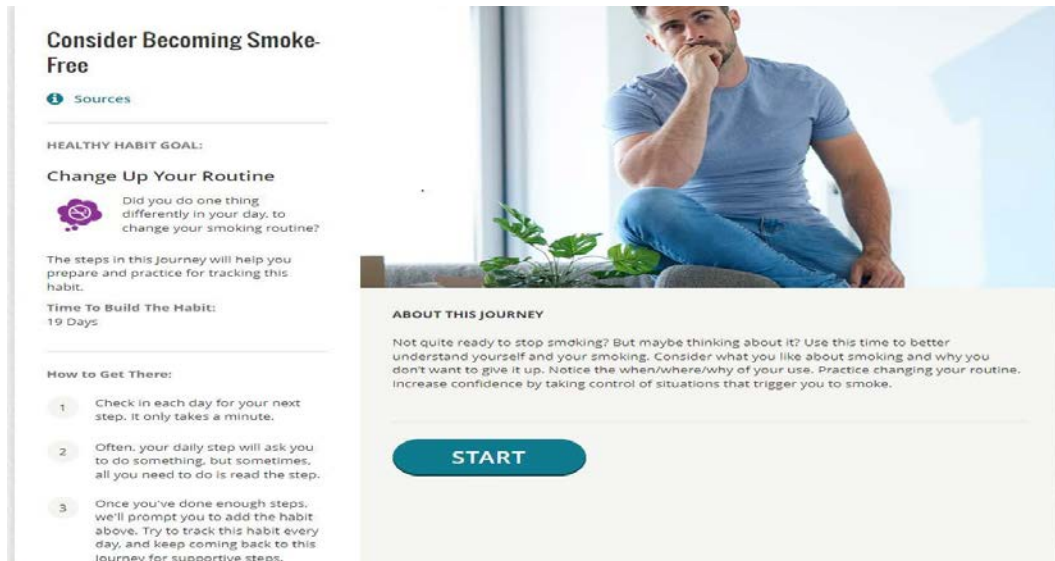 Consider Becoming Smoke-
Free
Sources
HEALTHY HABIT GOAL:
Change Up Your Routine
Did you do one thing
differently in your day, to
change your smoking routine?
The steps in this Journey will help you
prepare and practice for tracking this
habit.
Time To Build The Habit:
19 Days
How to Get There:
1 Check in each day for your next
step. It only takes a minute.
2 Often, your daily step will ask you
to do something, but sometimes,
all you need to do is read the step.
3 Once you've done enough steps,
we'll prompt you to add the habit
above. Try to track this habit every
day, and keep coming back to this
Journey for supportive steps.
ABOUT THIS JOURNEY
Not quite ready to stop smoking? But maybe thinking about it? Use this time to better
understand yourself and your smoking. Consider what you like about smoking and why you
don't want to give it up. Notice the when/where/why of your use. Practice changing your routine.
Increase confidence by taking control of situations that trigger you to smoke.
START